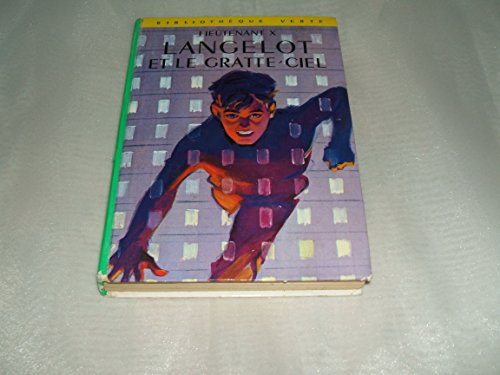 BIBLIOTHÈQUE VERTE
LIEUTENANT X
LANGELOT
ET LE GRATTE-CIEL